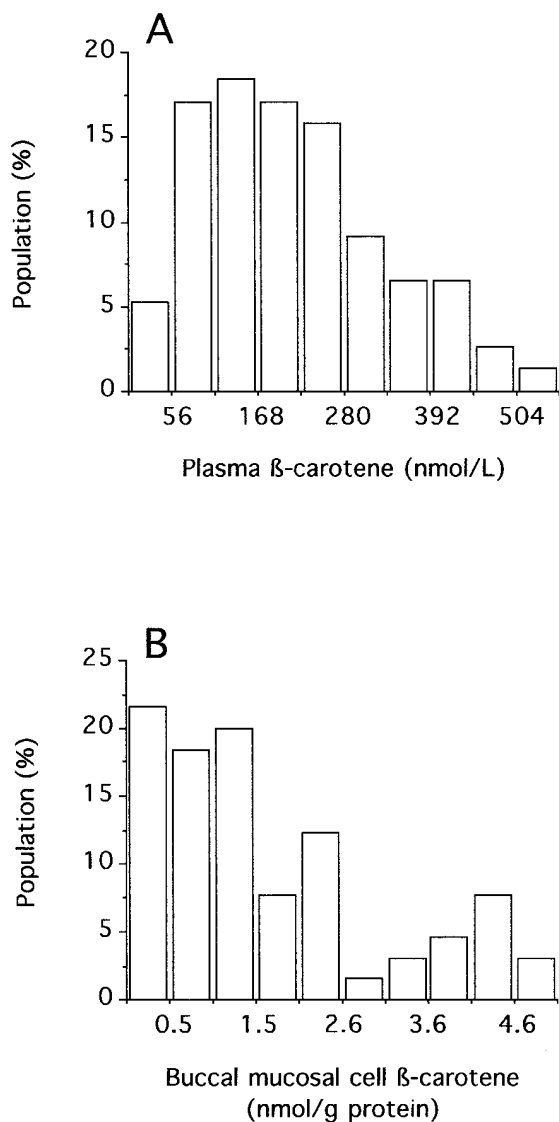 A
20
15
10
5
0
Population (%)
56 168 280 392 504
Plasma ß-carotene (nmol/L)
B
25
20
15
10
5
0
Population (%)
0.5 1.5 2.6 3.6 4.6
Buccal mucosal cell ß-carotene
(nmol/g protein)